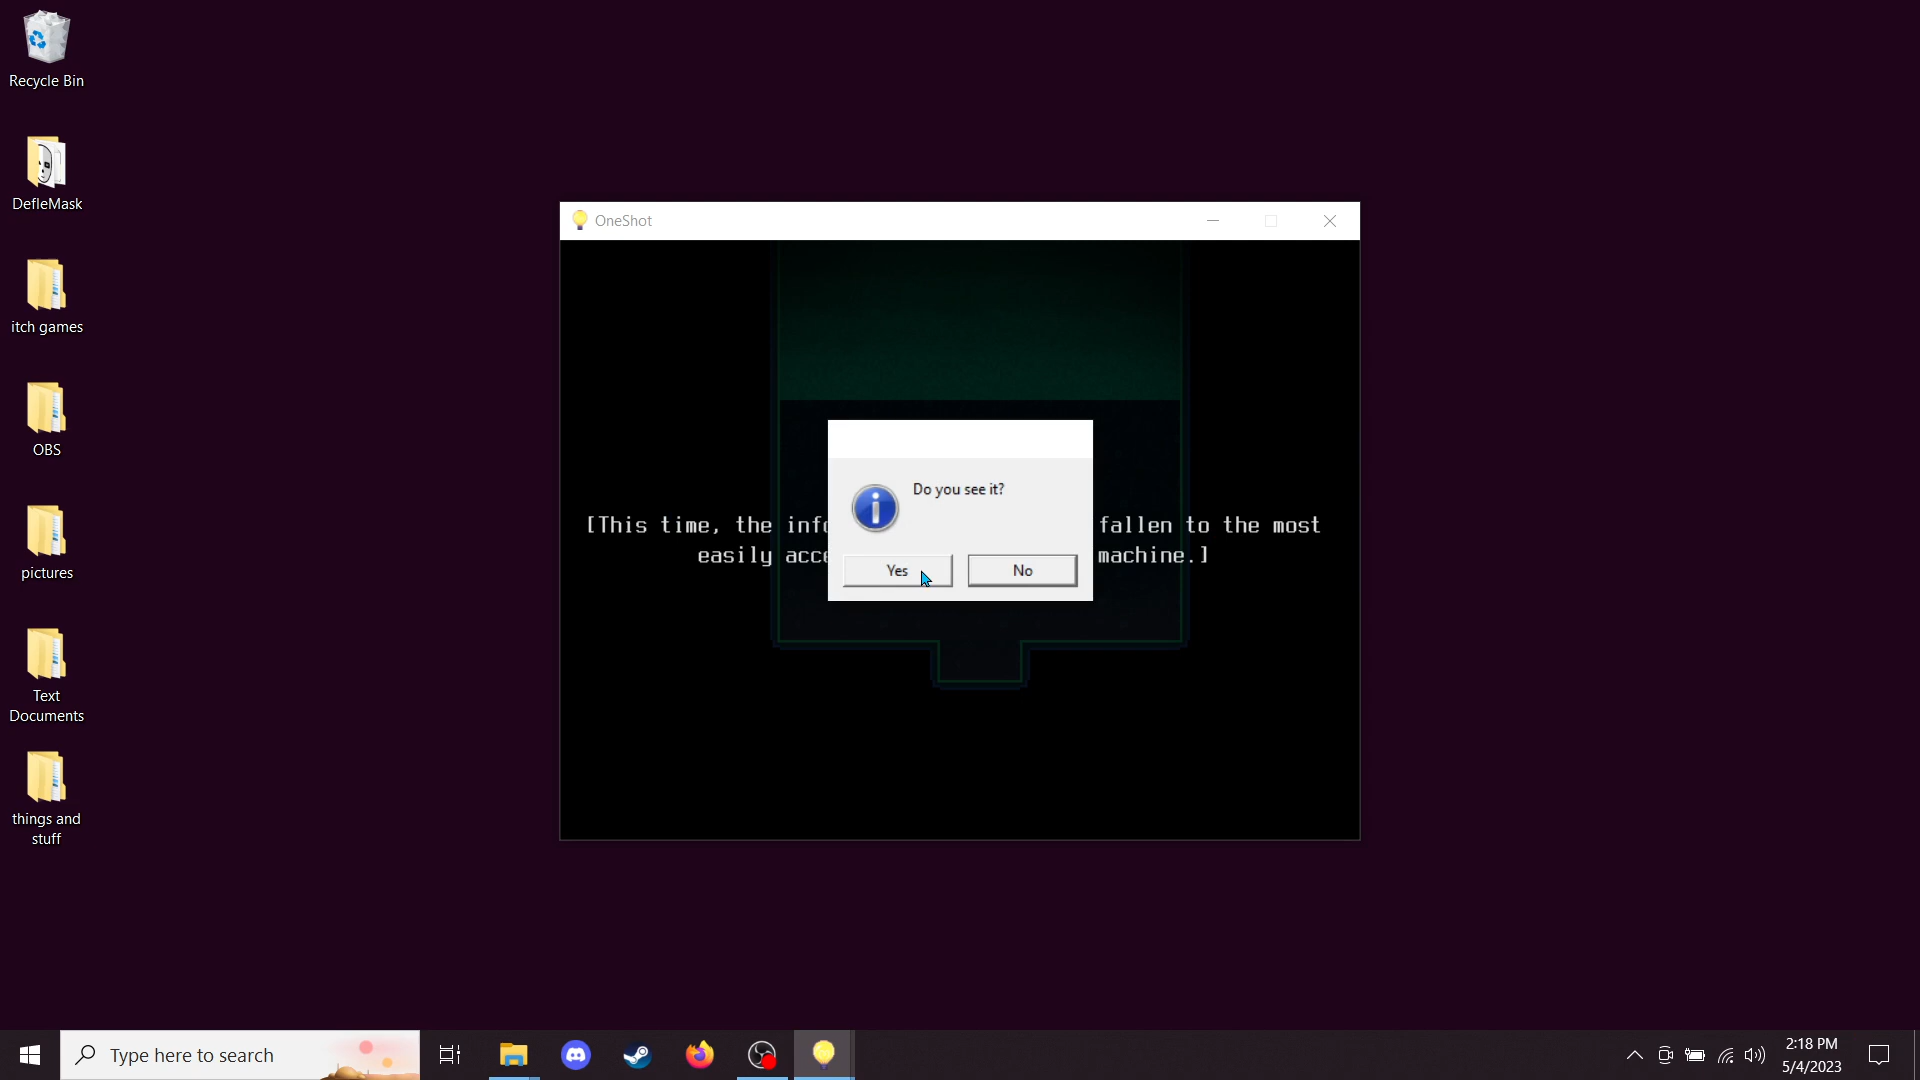 Recycle Bin
DefleMask
itch games
OBS
pictures
Text
Documents
things and
stuff
OneShot
[This time, the info
fallen to the most
easily acce
machine.]
Do you see it?
Yes
No
Type here to search
2:18 PM
5/4/2023